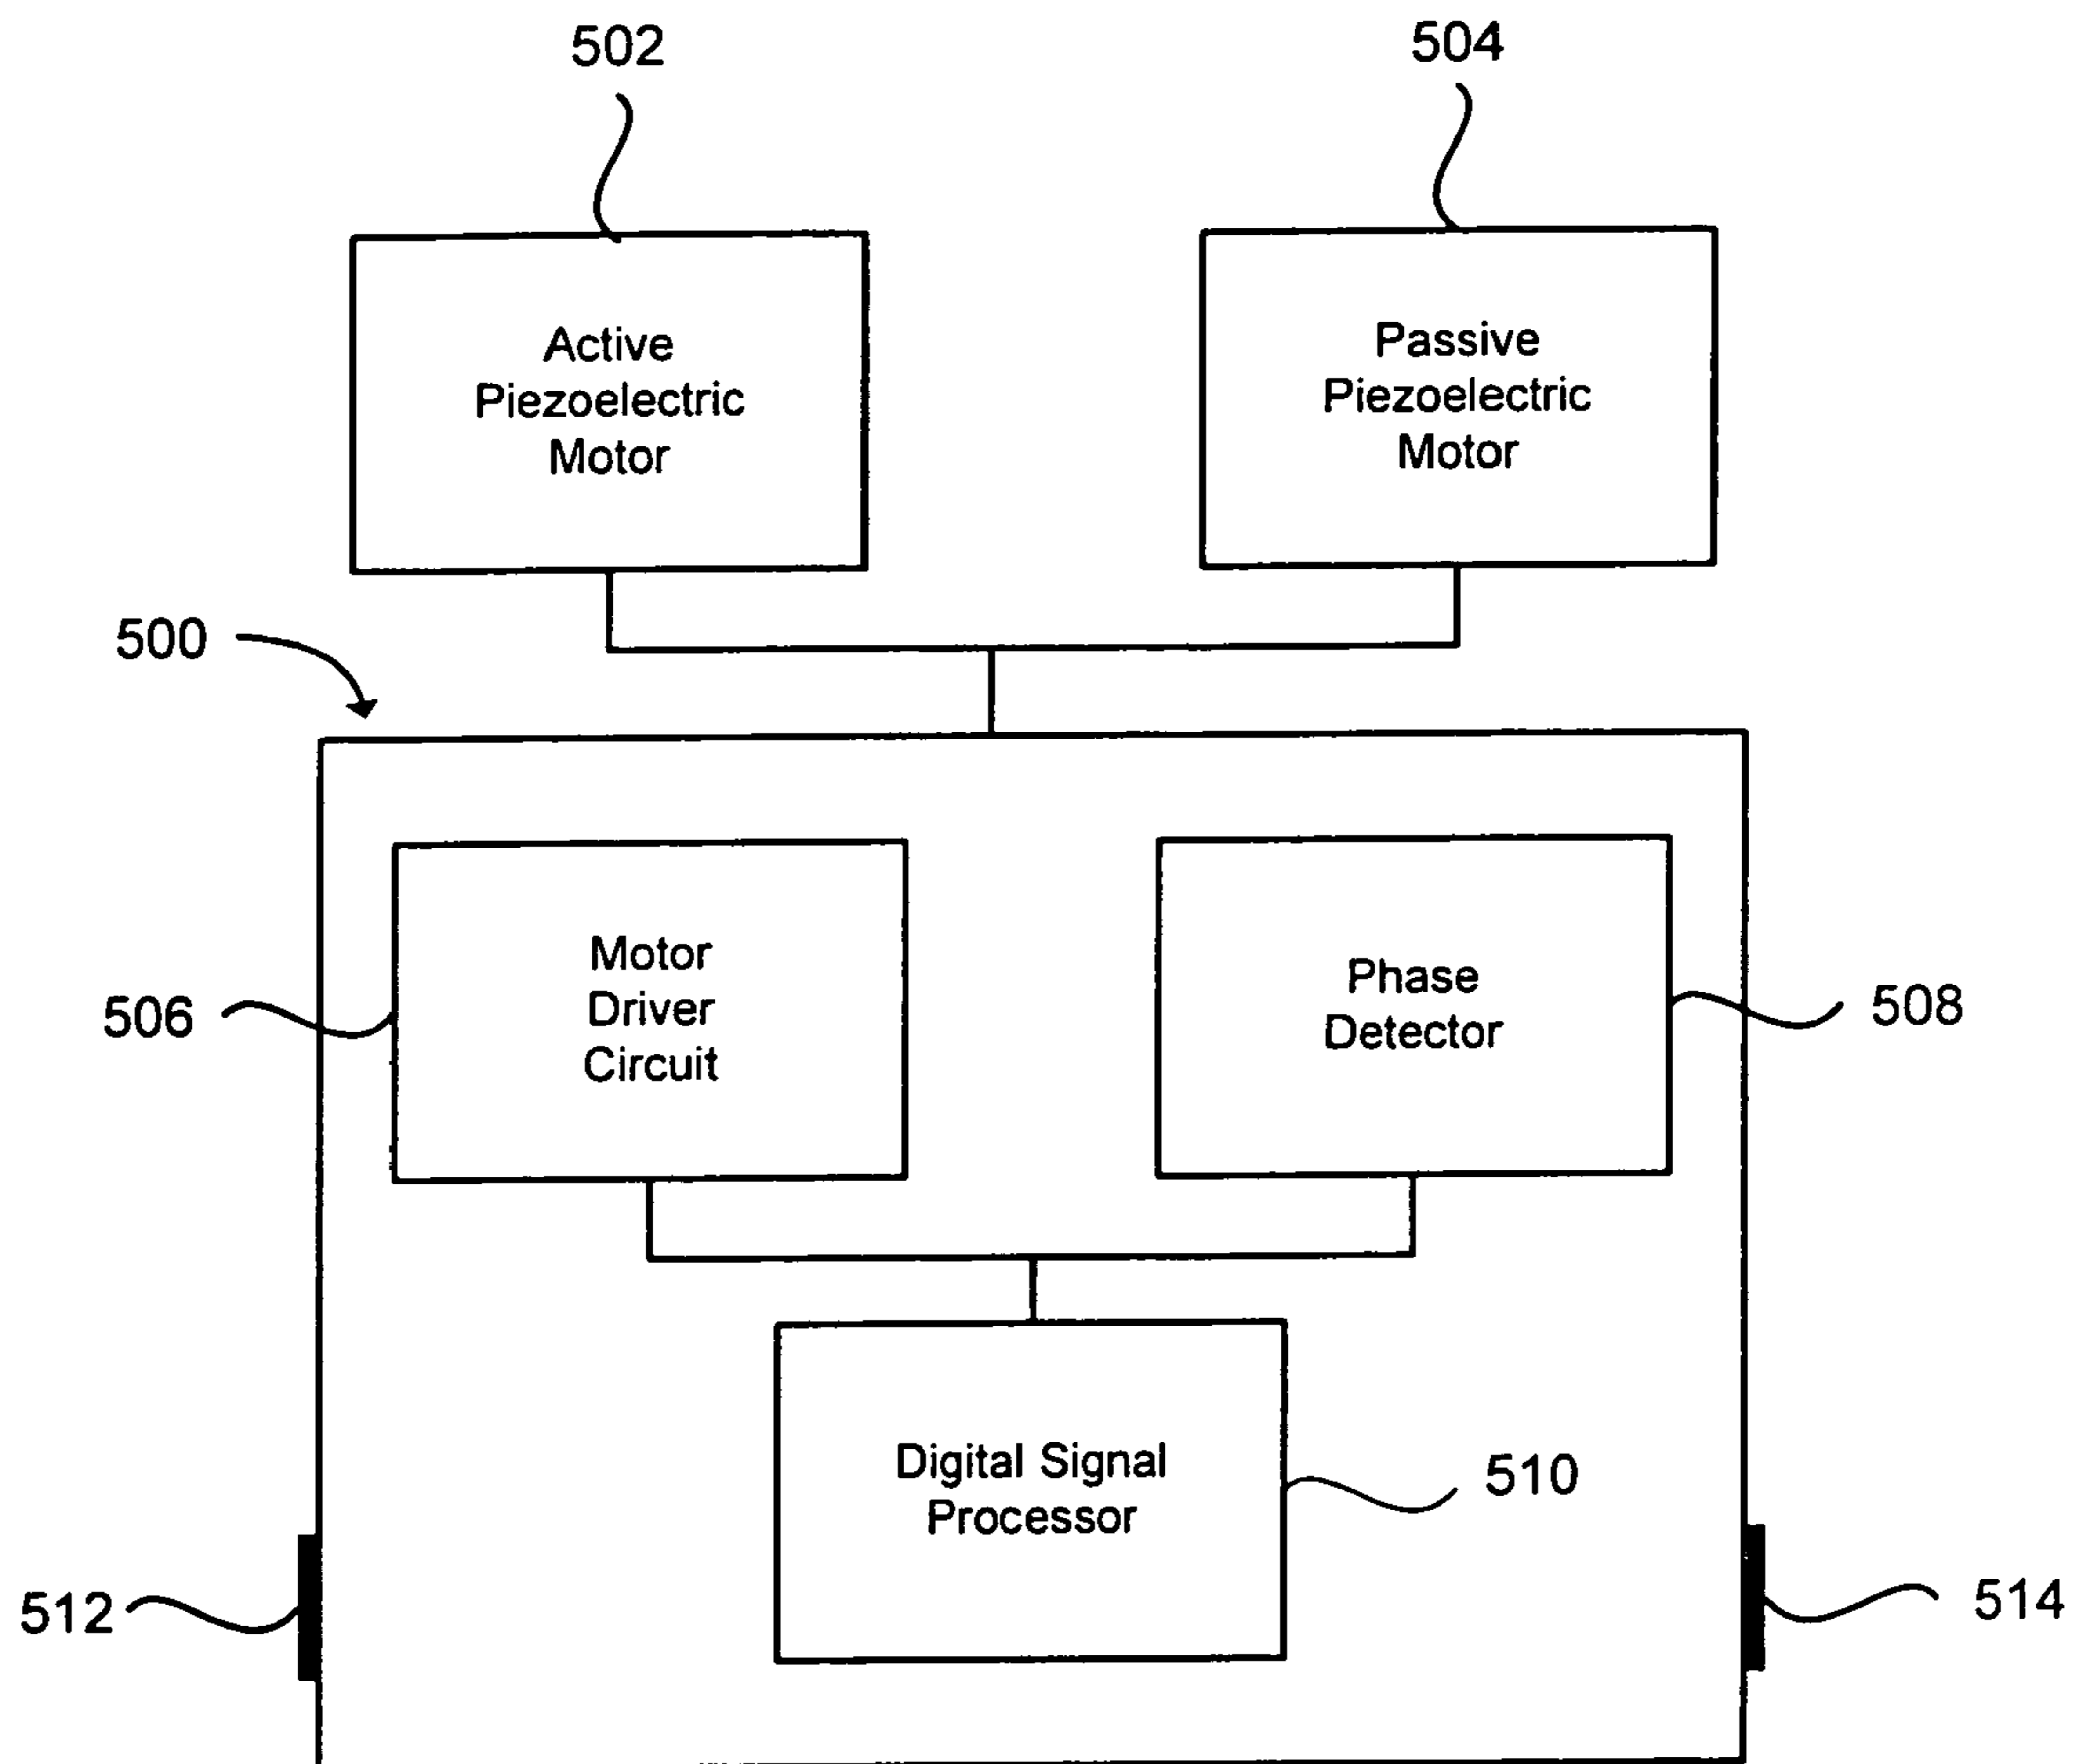 502
504
Active
Piezoelectric
Motor
Passive
Piezoelectric
Motor
500
Motor
Driver
Circuit
Phase
Detector
506
508
Digital Signal
Processor
510
512
514